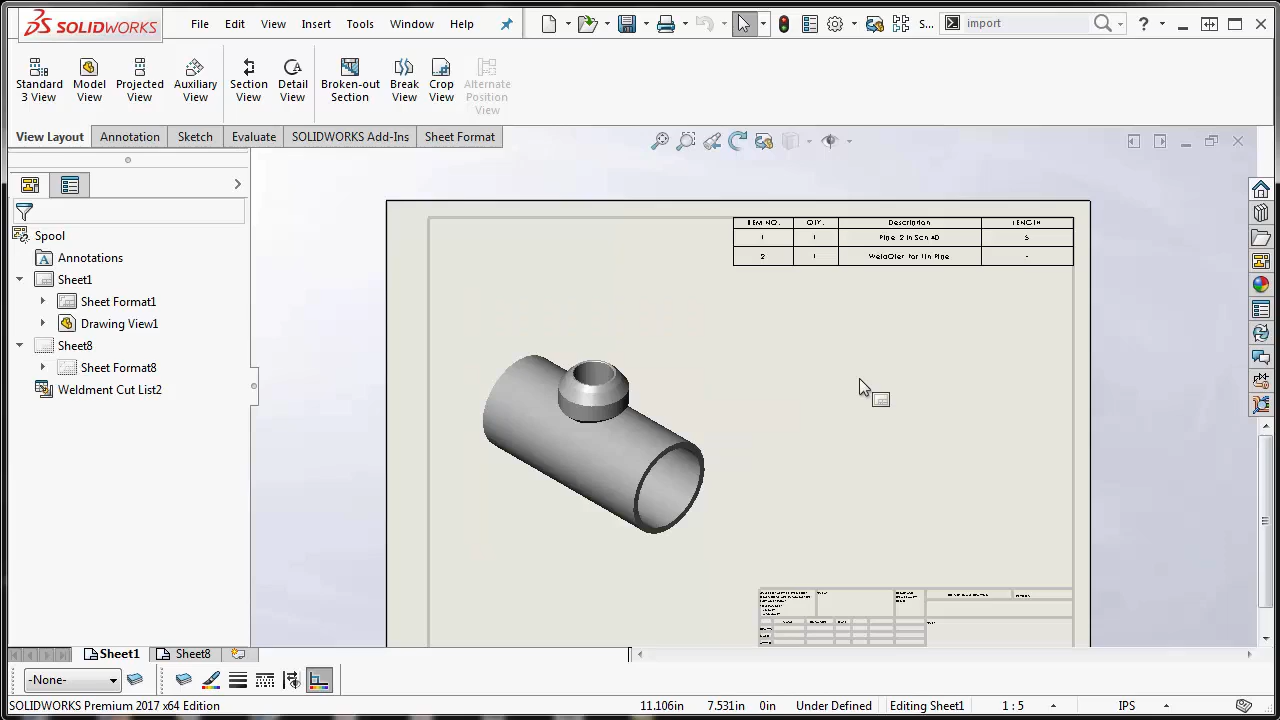 SOLIDWORKS File Edit View Insert Tools Window Help S... import ?
Standard 3 View Model View Projected View Auxiliary View Section View Detail View Broken-out Section Break View Crop View Alternate Position View
View Layout Annotation Sketch Evaluate SOLIDWORKS Add-Ins Sheet Format
Spool
Annotations
Sheet1
Sheet Format1
Drawing View1
Sheet8
Sheet Format8
Weldment Cut List2
ITEM NO. QTY. Description LENGTH
1 1 Pipe 2 in Sch 40 5
2 1 -
Sheet1 Sheet8
-None-
SOLIDWORKS Premium 2017 x64 Edition 11.106in 7.531in 0in Under Defined Editing Sheet1 1 : 5 IPS